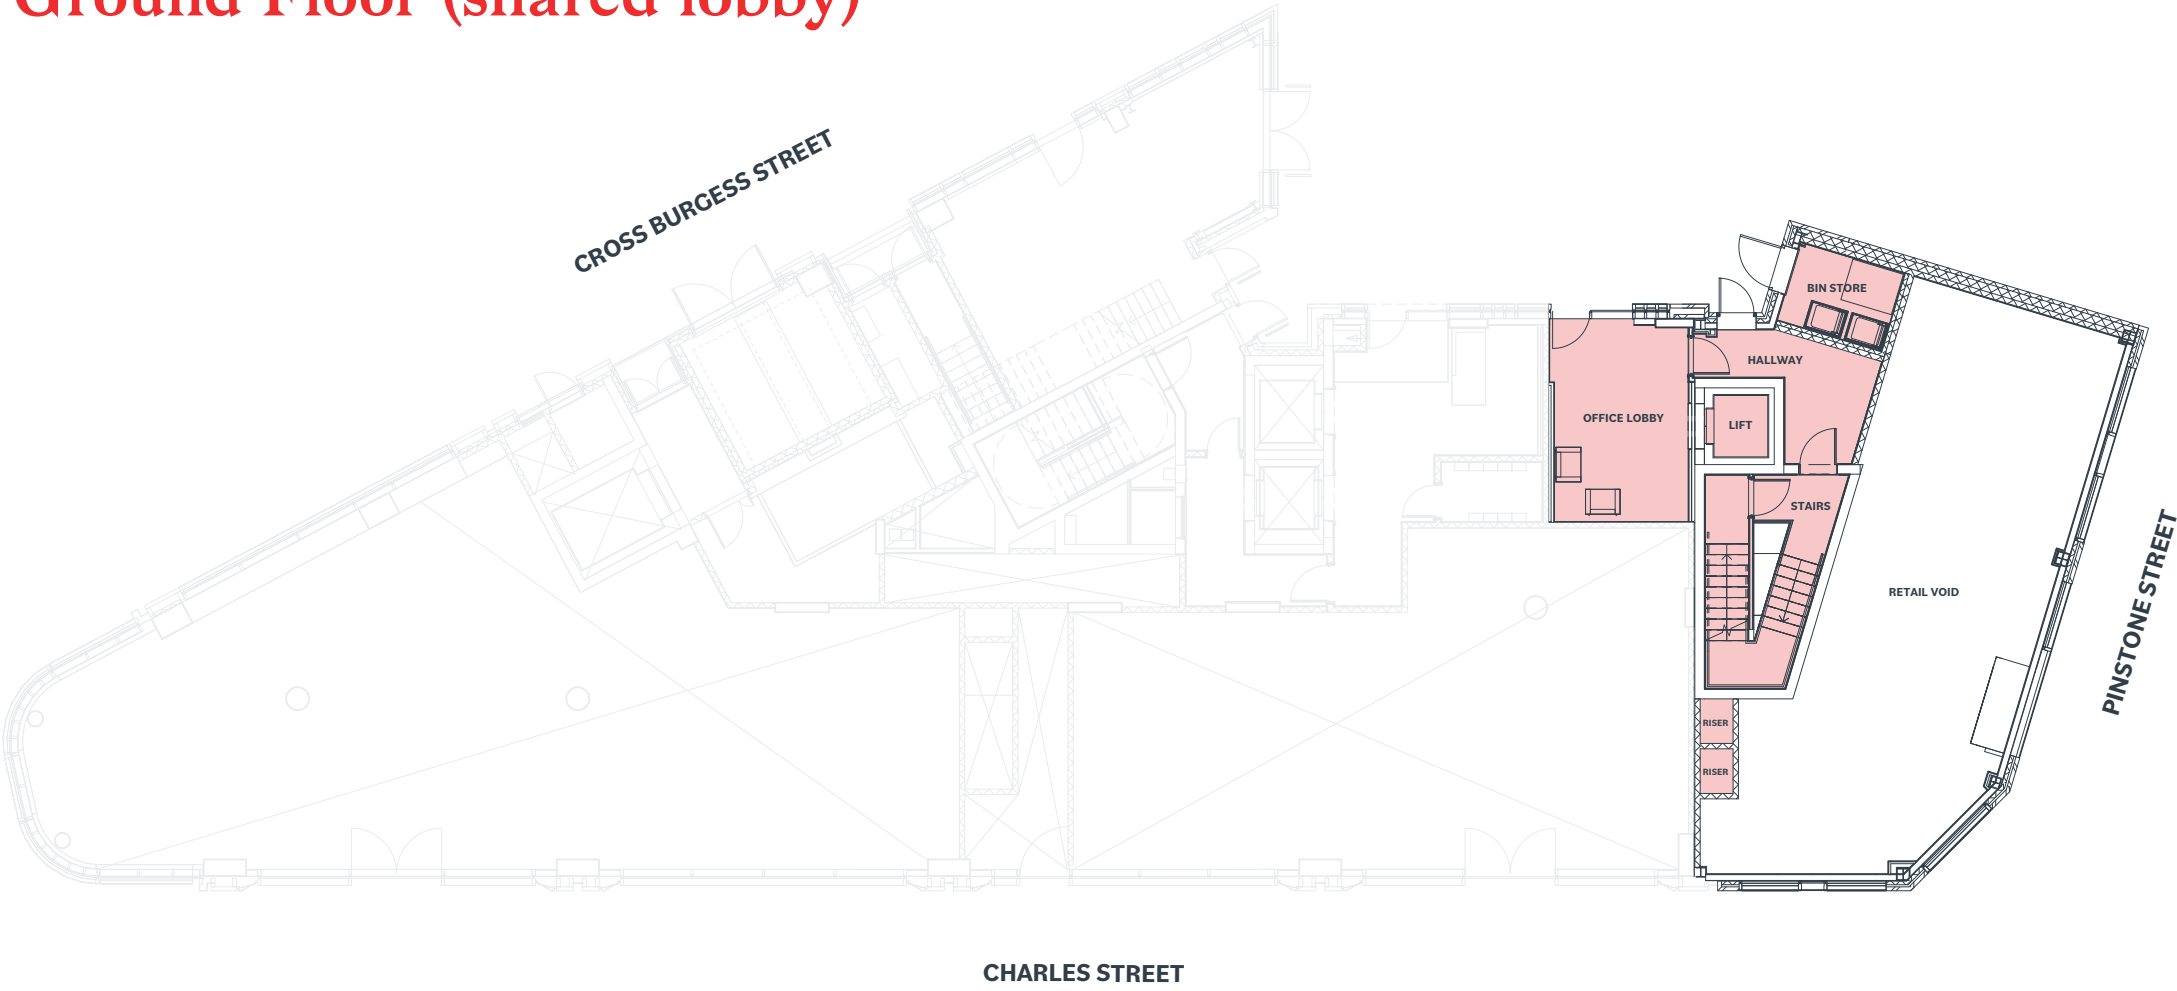 Ground Floor (shared lobby)
CROSS BURGESS STREET
BIN STORE
HALLWAY
OFFICE LOBBY
LIFT
STAIRS
RETAIL VOID
PINSTONE STREET
RISER
RISER
CHARLES STREET